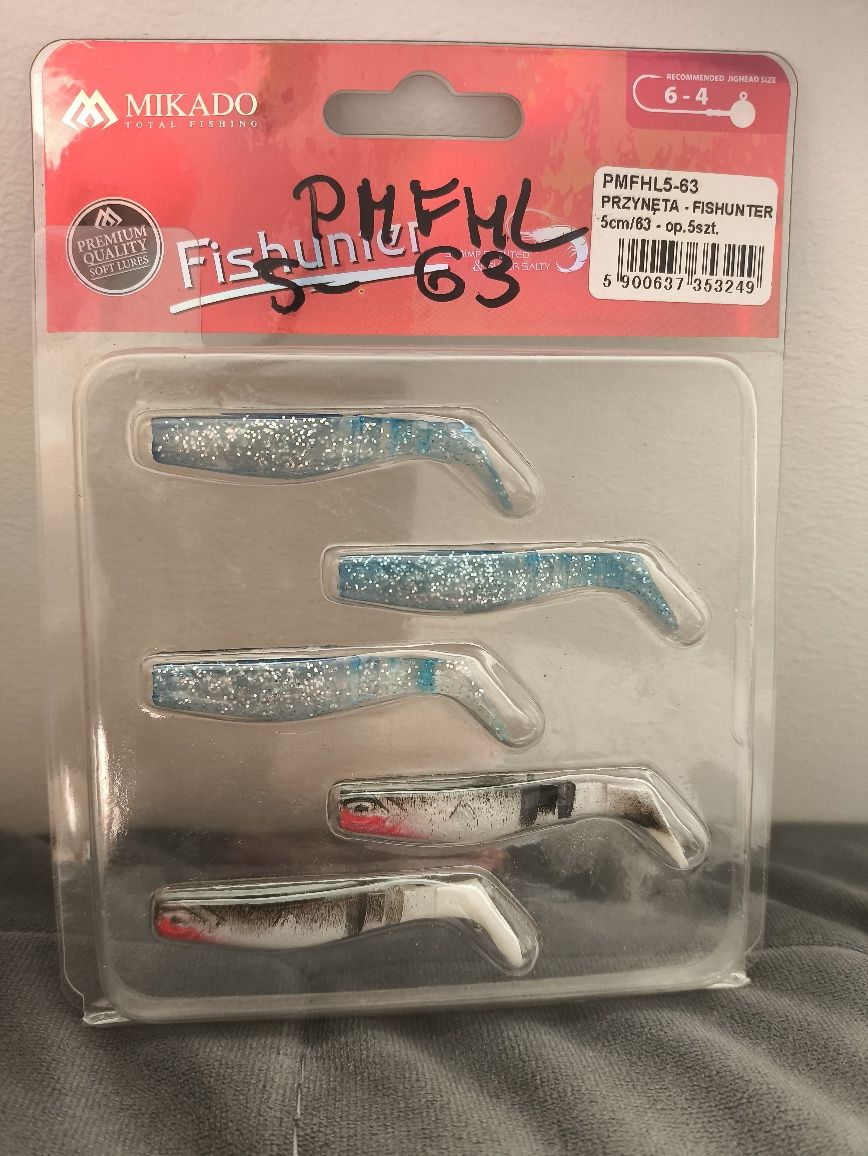 MIKADO
TOTAL FISHING
RECOMMENDED JIGHEAD SIZE
6 - 4
PREMIUM
QUALITY
SOFT LURES
Fishunter
PMFHL
5- 63
& SALTY
PMFHL5-63
PRZYNĘTA - FISHUNTER
5cm/63 - op.5szt.
5 900637 353249